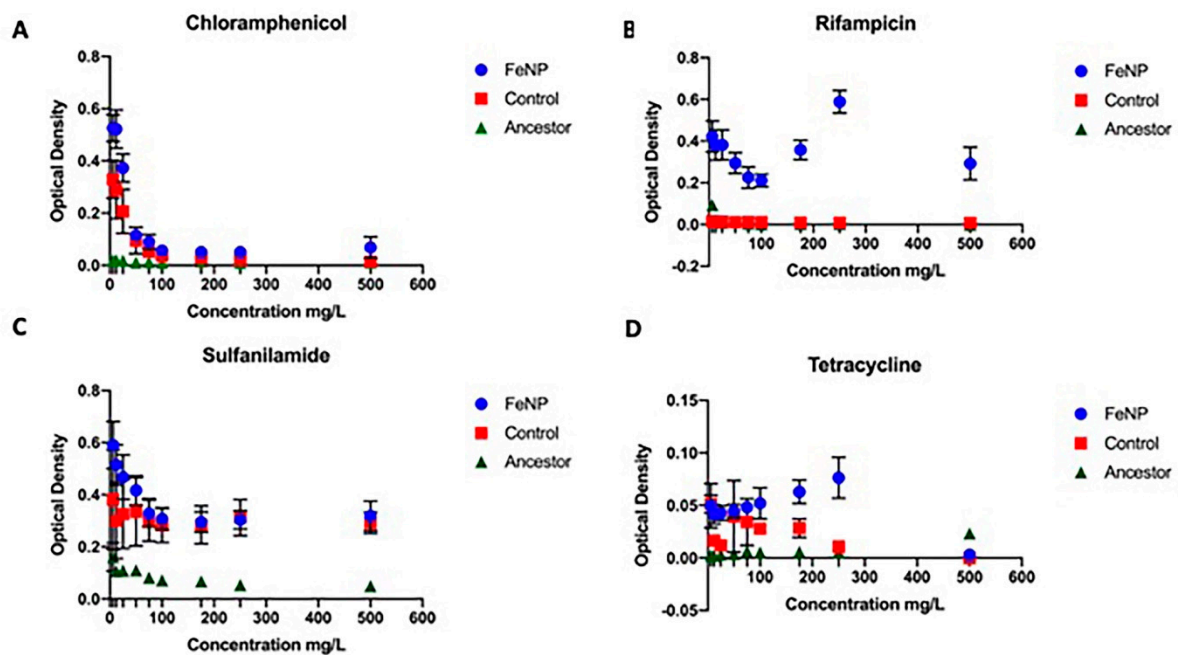 A
Chloramphenicol
0.8
0.6
0.4
0.2
0.0
0 100 200 300 400 500 600
Optical Density
Concentration mg/L
FeNP
Control
Ancestor
B
Rifampicin
0.8
0.6
0.4
0.2
0.0
-0.2
100 200 300 400 500 600
Optical Density
Concentration mg/L
FeNP
Control
Ancestor
C
Sulfanilamide
0.8
0.6
0.4
0.2
0.0
0 100 200 300 400 500 600
Optical Density
Concentration mg/L
FeNP
Control
Ancestor
D
Tetracycline
0.15
0.10
0.05
0.00
-0.05
100 200 300 400 500 600
Optical Density
Concentration mg/L
FeNP
Control
Ancestor